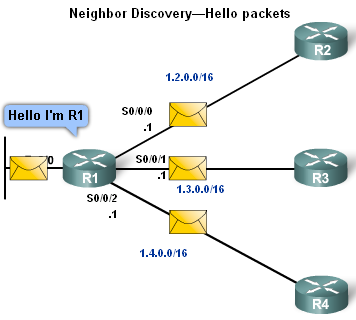 Neighbor Discovery—Hello packets
R2
1.2.0.0/16
Hello I'm R1
S0/0/0
.1
R1
S0/0/1
.1
1.3.0.0/16
R3
S0/0/2
.1
1.4.0.0/16
R4